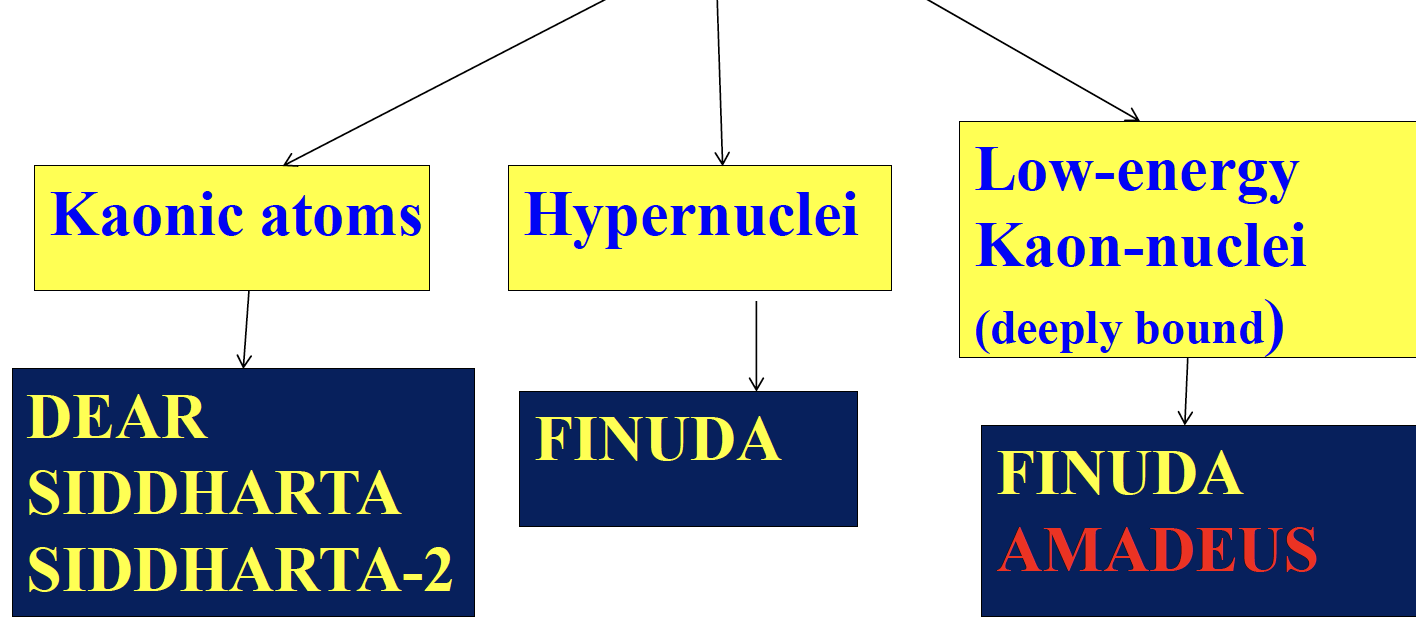 Kaonic atoms
Hypernuclei
Low-energy
Kaon-nuclei
(deeply bound)
DEAR
SIDDHARTA
SIDDHARTA-2
FINUDA
FINUDA
AMADEUS